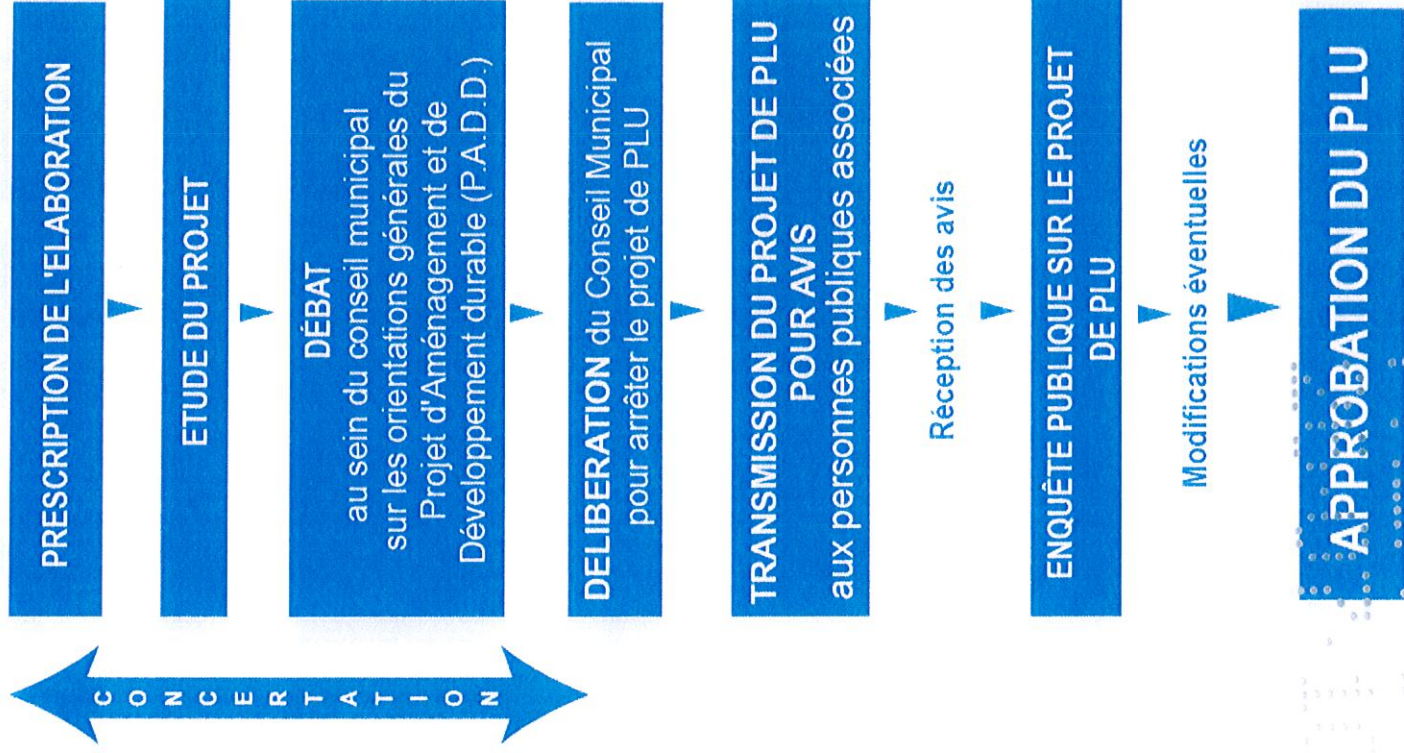 PRESCRIPTION DE L'ELABORATION
ETUDE DU PROJET
DÉBAT
au sein du conseil municipal
sur les orientations générales du
Projet d'Aménagement et de
Développement durable (P.A.D.D.)
DELIBERATION du Conseil Municipal
pour arrêter le projet de PLU
TRANSMISSION DU PROJET DE PLU
POUR AVIS
aux personnes publiques associées
Réception des avis
ENQUÊTE PUBLIQUE SUR LE PROJET
DE PLU
Modifications éventuelles
APPROBATION DU PLU
CONCERTATION